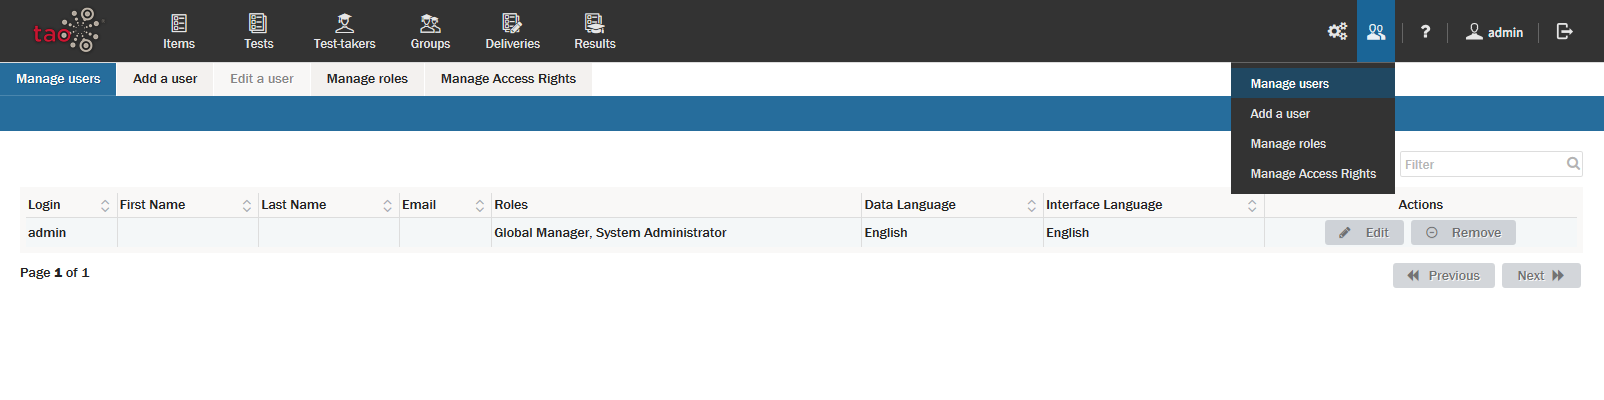 tao
Items Tests Test-takers Groups Deliveries Results ? admin
Manage users Add a user Edit a user Manage roles Manage Access Rights
Manage users
Add a user
Manage roles
Manage Access Rights
Filter
Login First Name Last Name Email Roles Data Language Interface Language Actions
admin Global Manager, System Administrator English English Edit Remove
Page 1 of 1 Previous Next